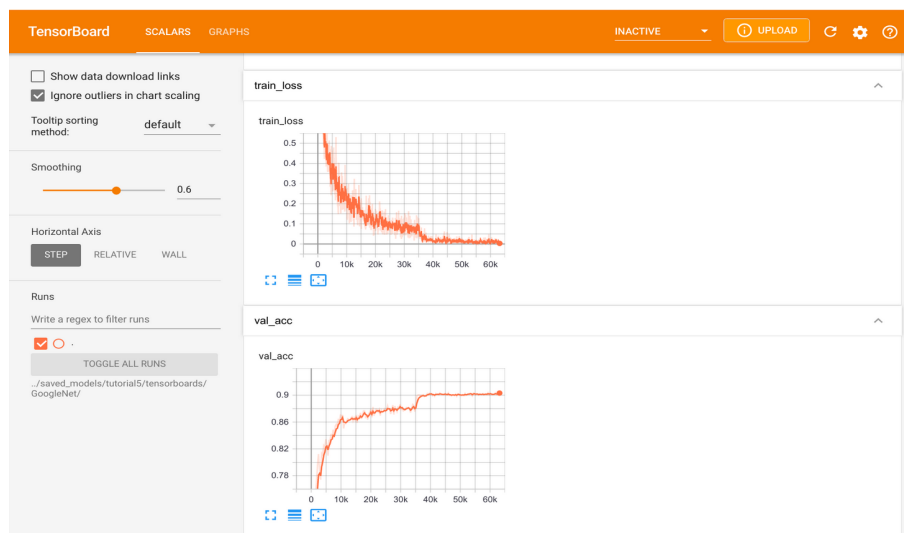 TensorBoard SCALARS GRAPHS INACTIVE UPLOAD
Show data download links
Ignore outliers in chart scaling
Tooltip sorting
method: default
Smoothing
0.6
Horizontal Axis
STEP RELATIVE WALL
Runs
Write a regex to filter runs
.
TOGGLE ALL RUNS
../saved_models/tutorial5/tensorboards/
GoogleNet/
train_loss
train_loss
0.5
0.4
0.3
0.2
0.1
0
0 10k 20k 30k 40k 50k 60k
val_acc
val_acc
0.9
0.86
0.82
0.78
0 10k 20k 30k 40k 50k 60k